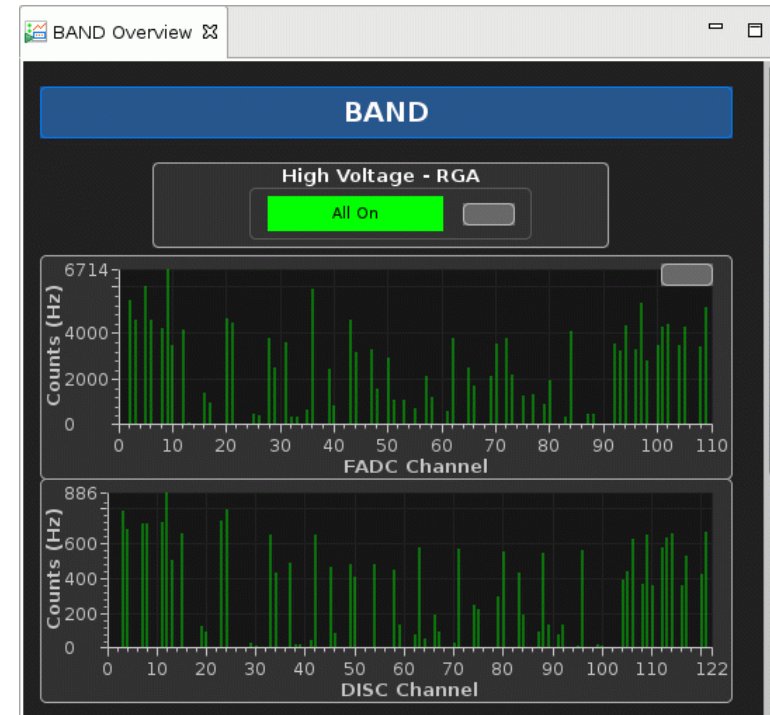 BAND Overview
BAND
High Voltage - RGA
All On
6714
4000
2000
0
Counts (Hz)
0 10 20 30 40 50 60 70 80 90 100 110
FADC Channel
886
600
400
200
0
Counts (Hz)
0 10 20 30 40 50 60 70 80 90 100 110 122
DISC Channel